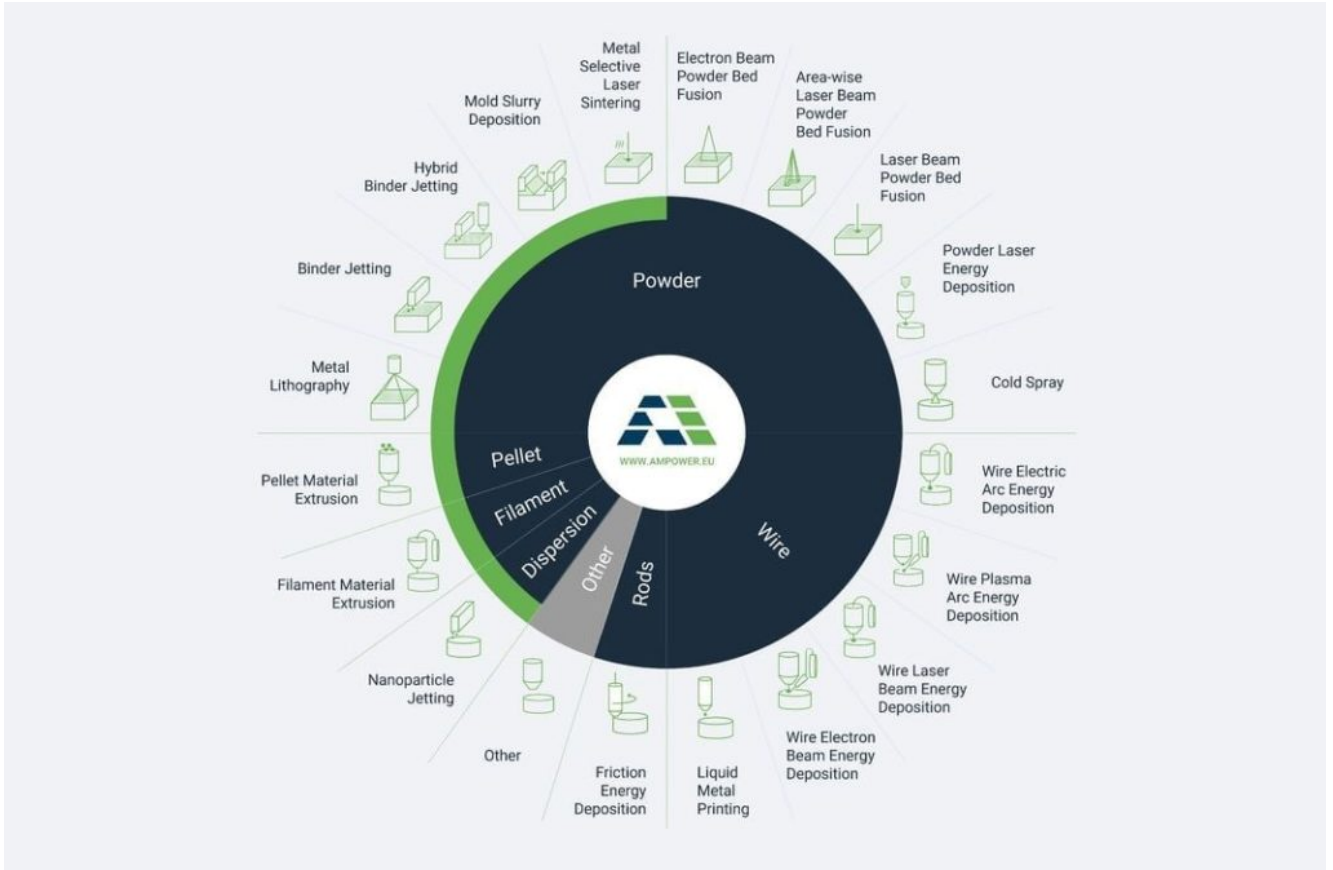 Metal
Selective
Laser
Sintering
Electron Beam
Powder Bed
Fusion
Area-wise
Laser Beam
Powder
Bed Fusion
Laser Beam
Powder Bed
Fusion
Powder Laser
Energy
Deposition
Cold Spray
Wire Electric
Arc Energy
Deposition
Wire Plasma
Arc Energy
Deposition
Wire Laser
Beam Energy
Deposition
Wire Electron
Beam Energy
Deposition
Liquid
Metal
Printing
Friction
Energy
Deposition
Other
Nanoparticle
Jetting
Filament Material
Extrusion
Pellet Material
Extrusion
Metal
Lithography
Binder Jetting
Hybrid
Binder Jetting
Mold Slurry
Deposition
Powder
Wire
Rods
Other
Dispersion
Filament
Pellet
WWW.AMPOWER.EU